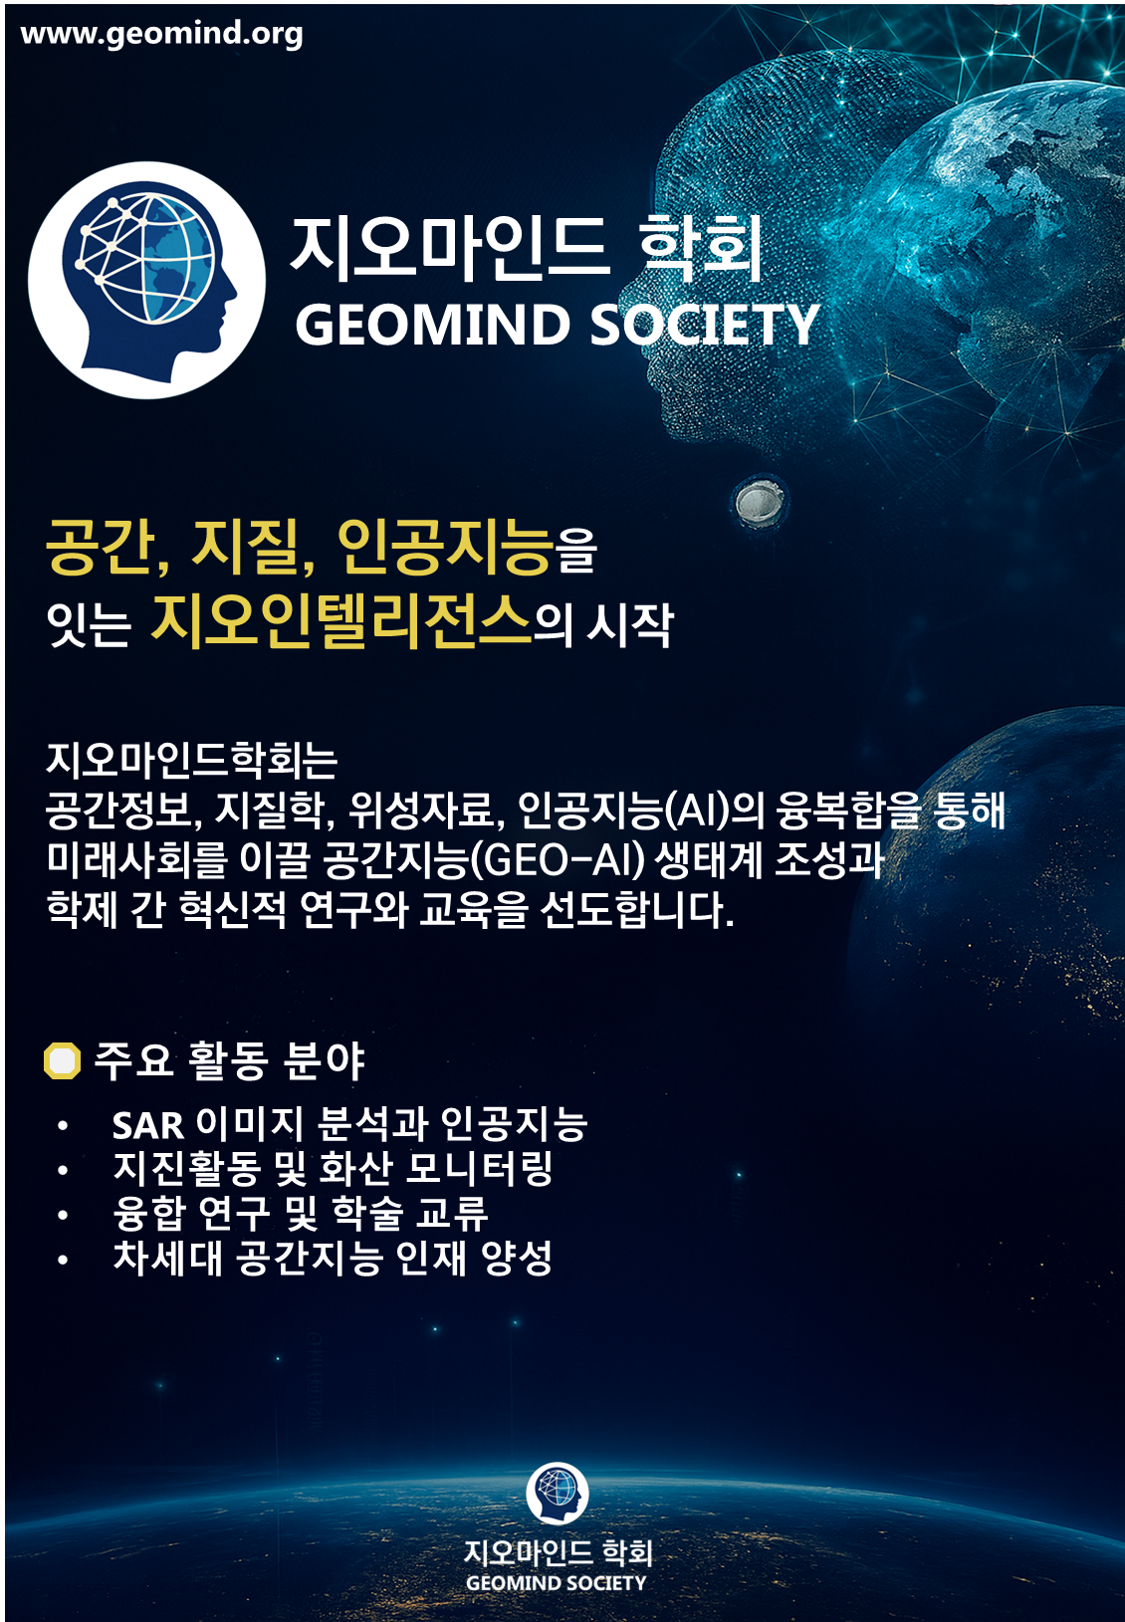 www.geomind.org
지오마인드 학회
GEOMIND SOCIETY
공간, 지질, 인공지능을
잇는 지오인텔리전스의 시작
지오마인드학회는
공간정보, 지질학, 위성자료, 인공지능(AI)의 융복합을 통해
미래사회를 이끌 공간지능(GEO-AI) 생태계 조성과
학제 간 혁신적 연구와 교육을 선도합니다.
주요 활동 분야
• SAR 이미지 분석과 인공지능
• 지진활동 및 화산 모니터링
• 융합 연구 및 학술 교류
• 차세대 공간지능 인재 양성
지오마인드 학회
GEOMIND SOCIETY